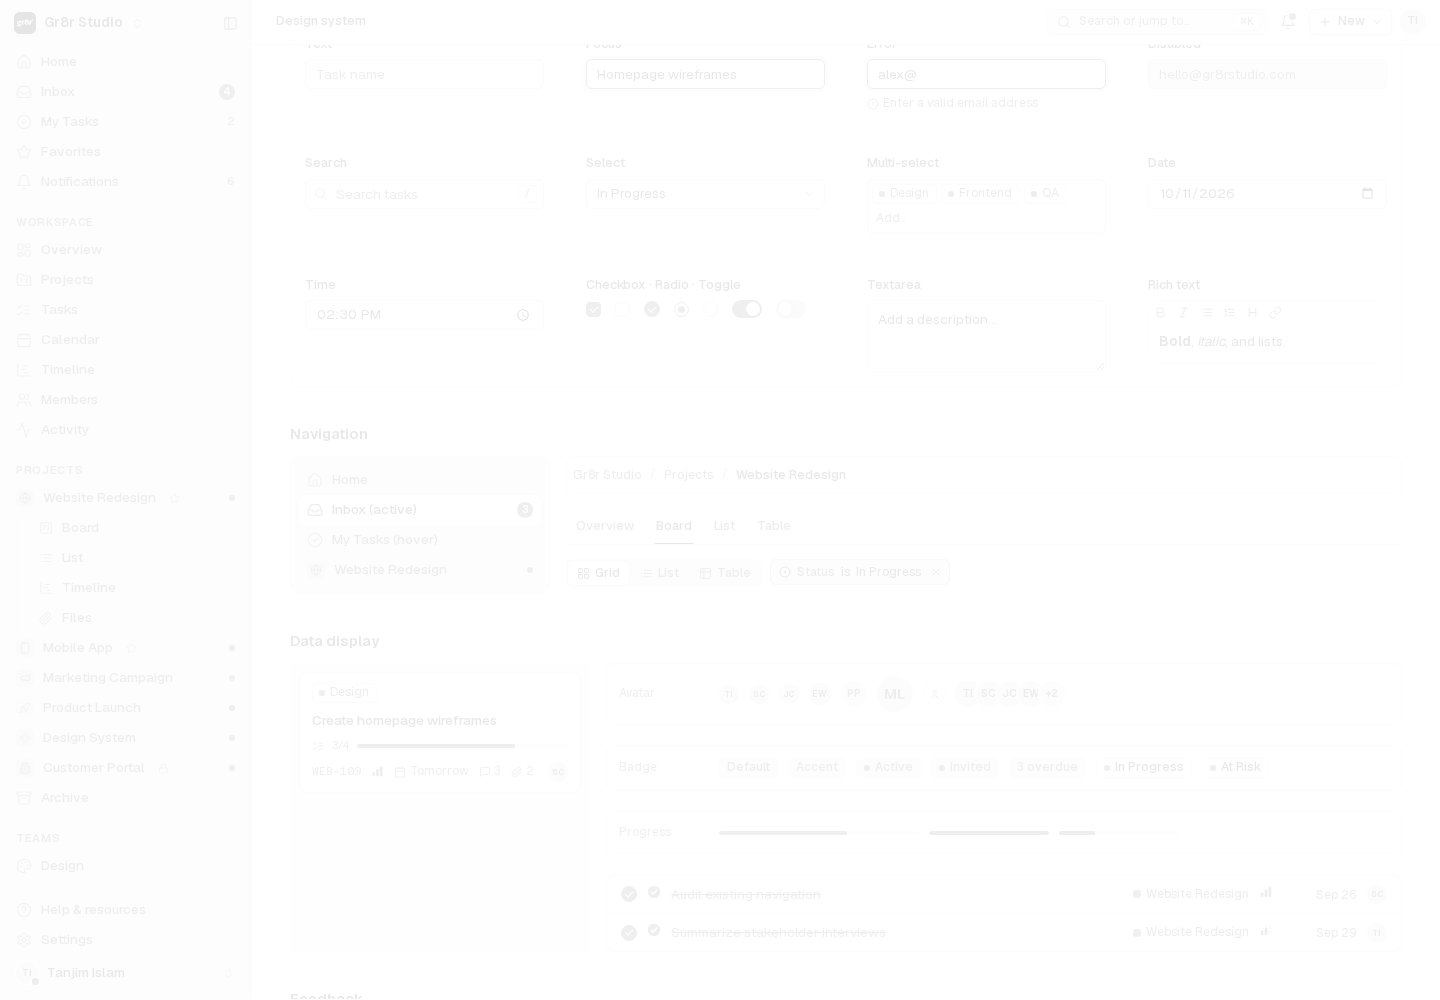 Gr8r Studio
Home
Inbox 4
My Tasks 2
Favorites
Notifications 6
WORKSPACE
Overview
Projects
Tasks
Calendar
Timeline
Members
Activity
PROJECTS
Website Redesign
Board
List
Timeline
Files
Mobile App
Marketing Campaign
Product Launch
Design System
Customer Portal
Archive
TEAMS
Design
Help & resources
Settings
TI Tanjim Islam
Design system
Search or jump to... ⌘K
New
TI
Text Focus Error Disabled
Task name Homepage wireframes alex@ hello@gr8rstudio.com
Enter a valid email address
Search Select Multi-select Date
Search tasks / In Progress Design Frontend QA 10/11/2026
Add..
Time Checkbox · Radio · Toggle Textarea Rich text
02:30 PM Add a description... B I H
Bold, italic, and lists.
Navigation
Home
Inbox (active) 3
My Tasks (hover)
Website Redesign
Gr8r Studio / Projects / Website Redesign
Overview Board List Table
Grid List Table Status is In Progress ×
Data display
Design
Create homepage wireframes
3/4
WEB-109 Tomorrow 3 2 SC
Avatar TI SC JC EW PP ML TI SC JC EW +2
Badge Default Accent Active Invited 3 overdue In Progress At Risk
Progress
Audit existing navigation Website Redesign Sep 26 SC
Summarize stakeholder interviews Website Redesign Sep 29 TI
Feedback